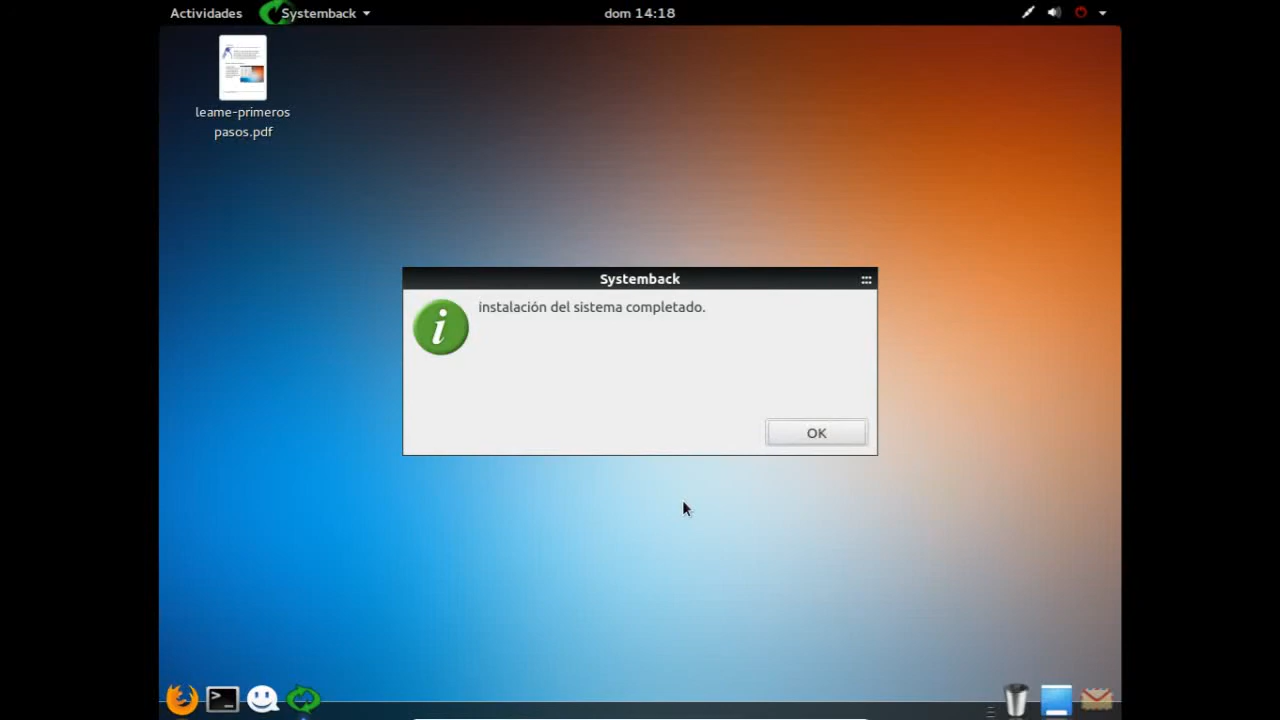 Actividades
Systemback
dom 14:18
leame-primeros
pasos.pdf
Systemback
instalación del sistema completado.
OK